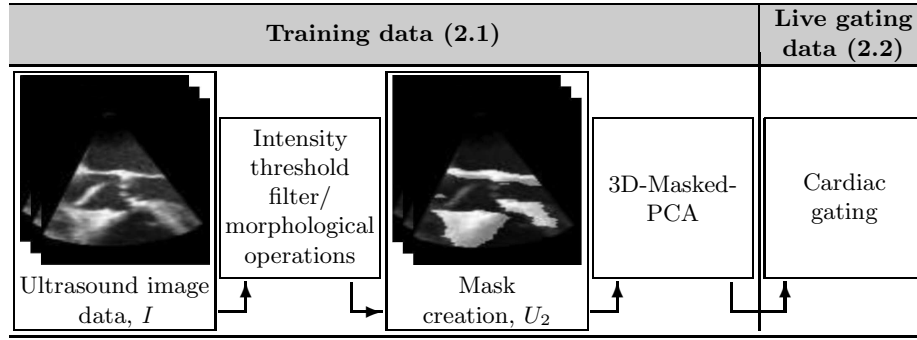 Training data (2.1)
Live gating
data (2.2)
Ultrasound image
data, I
Intensity
threshold
filter/
morphological
operations
Mask
creation, U₂
3D-Masked-
PCA
Cardiac
gating